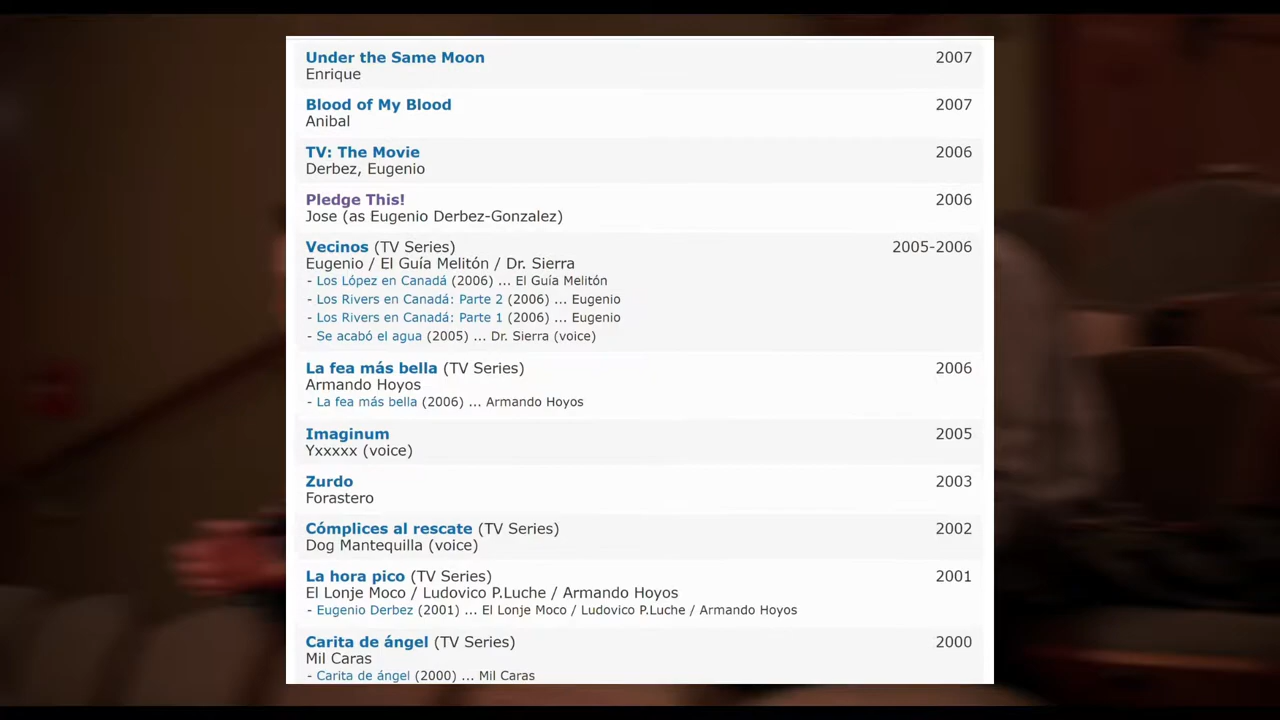 Under the Same Moon 2007
Enrique
Blood of My Blood 2007
Anibal
TV: The Movie 2006
Derbez, Eugenio
Pledge This! 2006
Jose (as Eugenio Derbez-Gonzalez)
Vecinos (TV Series) 2005-2006
Eugenio / El Guía Melitón / Dr. Sierra
- Los López en Canadá (2006) ... El Guía Melitón
- Los Rivers en Canadá: Parte 2 (2006) ... Eugenio
- Los Rivers en Canadá: Parte 1 (2006) ... Eugenio
- Se acabó el agua (2005) ... Dr. Sierra (voice)
La fea más bella (TV Series) 2006
Armando Hoyos
- La fea más bella (2006) ... Armando Hoyos
Imaginum 2005
Yxxxxx (voice)
Zurdo 2003
Forastero
Cómplices al rescate (TV Series) 2002
Dog Mantequilla (voice)
La hora pico (TV Series) 2001
El Lonje Moco / Ludovico P.Luche / Armando Hoyos
- Eugenio Derbez (2001) ... El Lonje Moco / Ludovico P.Luche / Armando Hoyos
Carita de ángel (TV Series) 2000
Mil Caras
- Carita de ángel (2000) ... Mil Caras